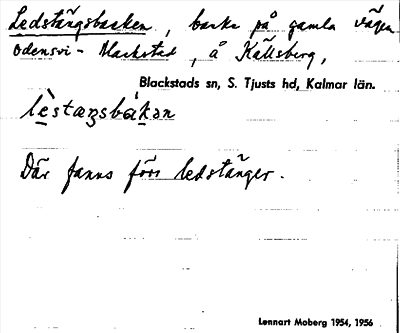 Ledstångsbacken, backe på gamla vägen
Odensvi - Blackstad, å Källsberg,
Blackstads sn, S. Tjusts hd, Kalmar län.
lèstaŋsbákən
Där fanns förr ledstänger.
Lennart Moberg 1954, 1956